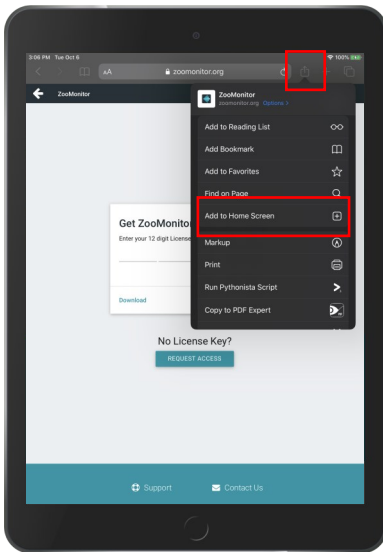 3:06 PM Tue Oct 6
100%
AA
zoomonitor.org
ZooMonitor
ZooMonitor
zoomonitor.org Options >
Add to Reading List
Add Bookmark
Add to Favorites
Find on Page
Add to Home Screen
Markup
Print
Run Pythonista Script
Copy to PDF Expert
Get ZooMonitor
Enter your 12 digit License
Download
No License Key?
REQUEST ACCESS
Support
Contact Us